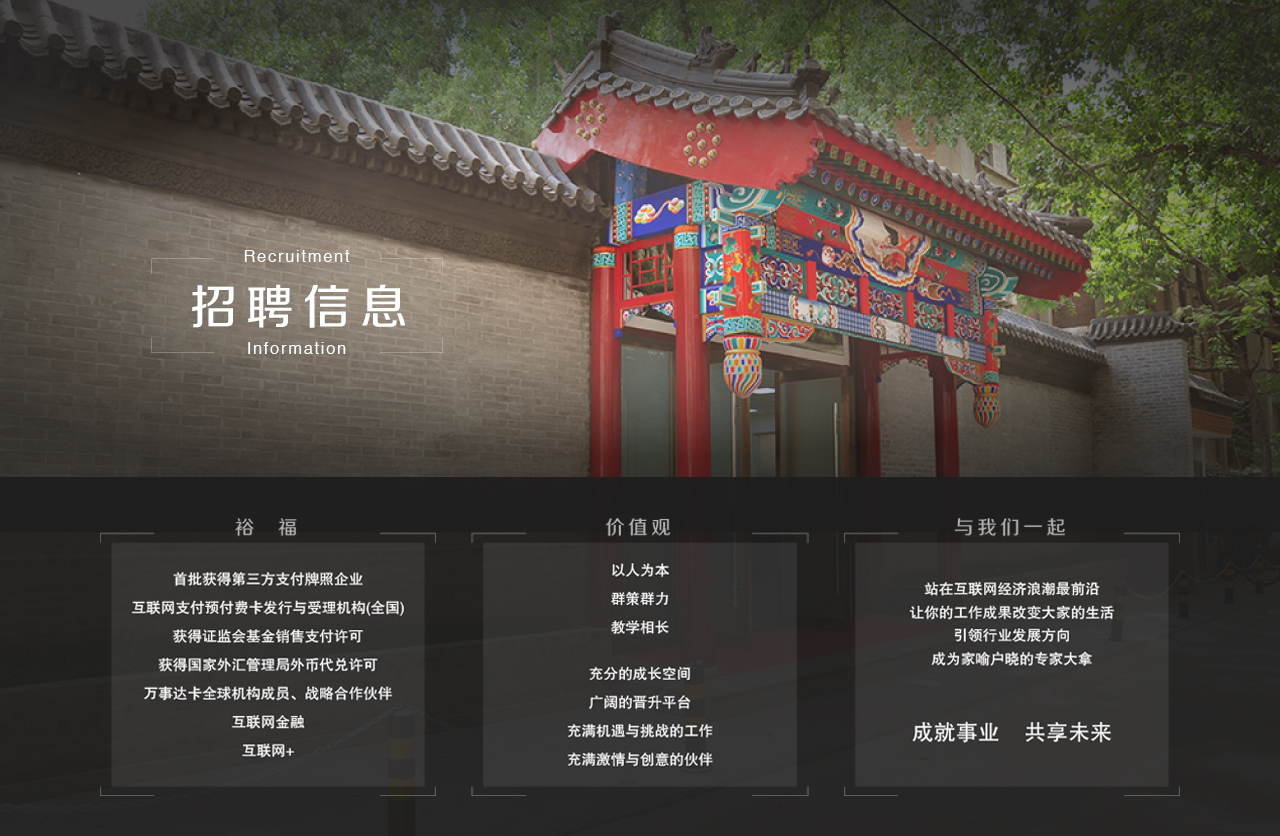 Recruitment
招聘信息
Information
裕 福
首批获得第三方支付牌照企业
互联网支付预付费卡发行与受理机构(全国)
获得证监会基金销售支付许可
获得国家外汇管理局外币代兑许可
万事达卡全球机构成员、战略合作伙伴
互联网金融
互联网+
价值观
以人为本
群策群力
教学相长
充分的成长空间
广阔的晋升平台
充满机遇与挑战的工作
充满激情与创意的伙伴
与我们一起
站在互联网经济浪潮最前沿
让你的工作成果改变大家的生活
引领行业发展方向
成为家喻户晓的专家大拿
成就事业 共享未来